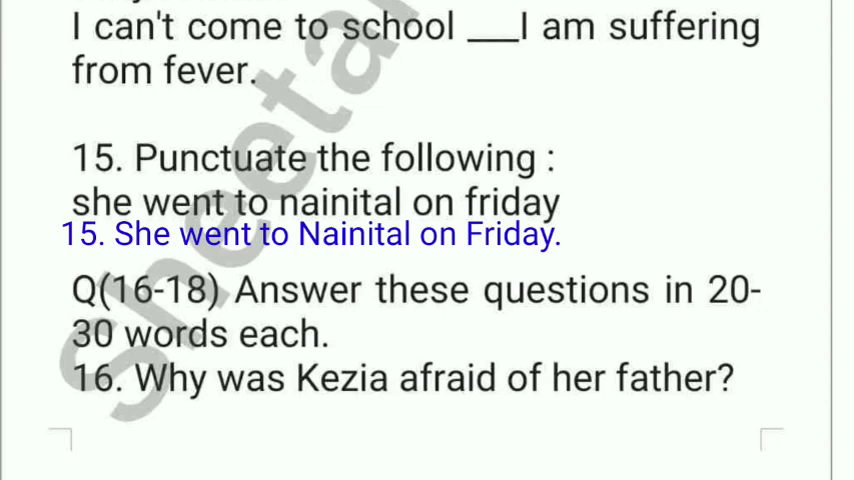 I can't come to school ___I am suffering
from fever.
15. Punctuate the following :
she went to nainital on friday
15. She went to Nainital on Friday.
Q(16-18) Answer these questions in 20-
30 words each.
16. Why was Kezia afraid of her father?